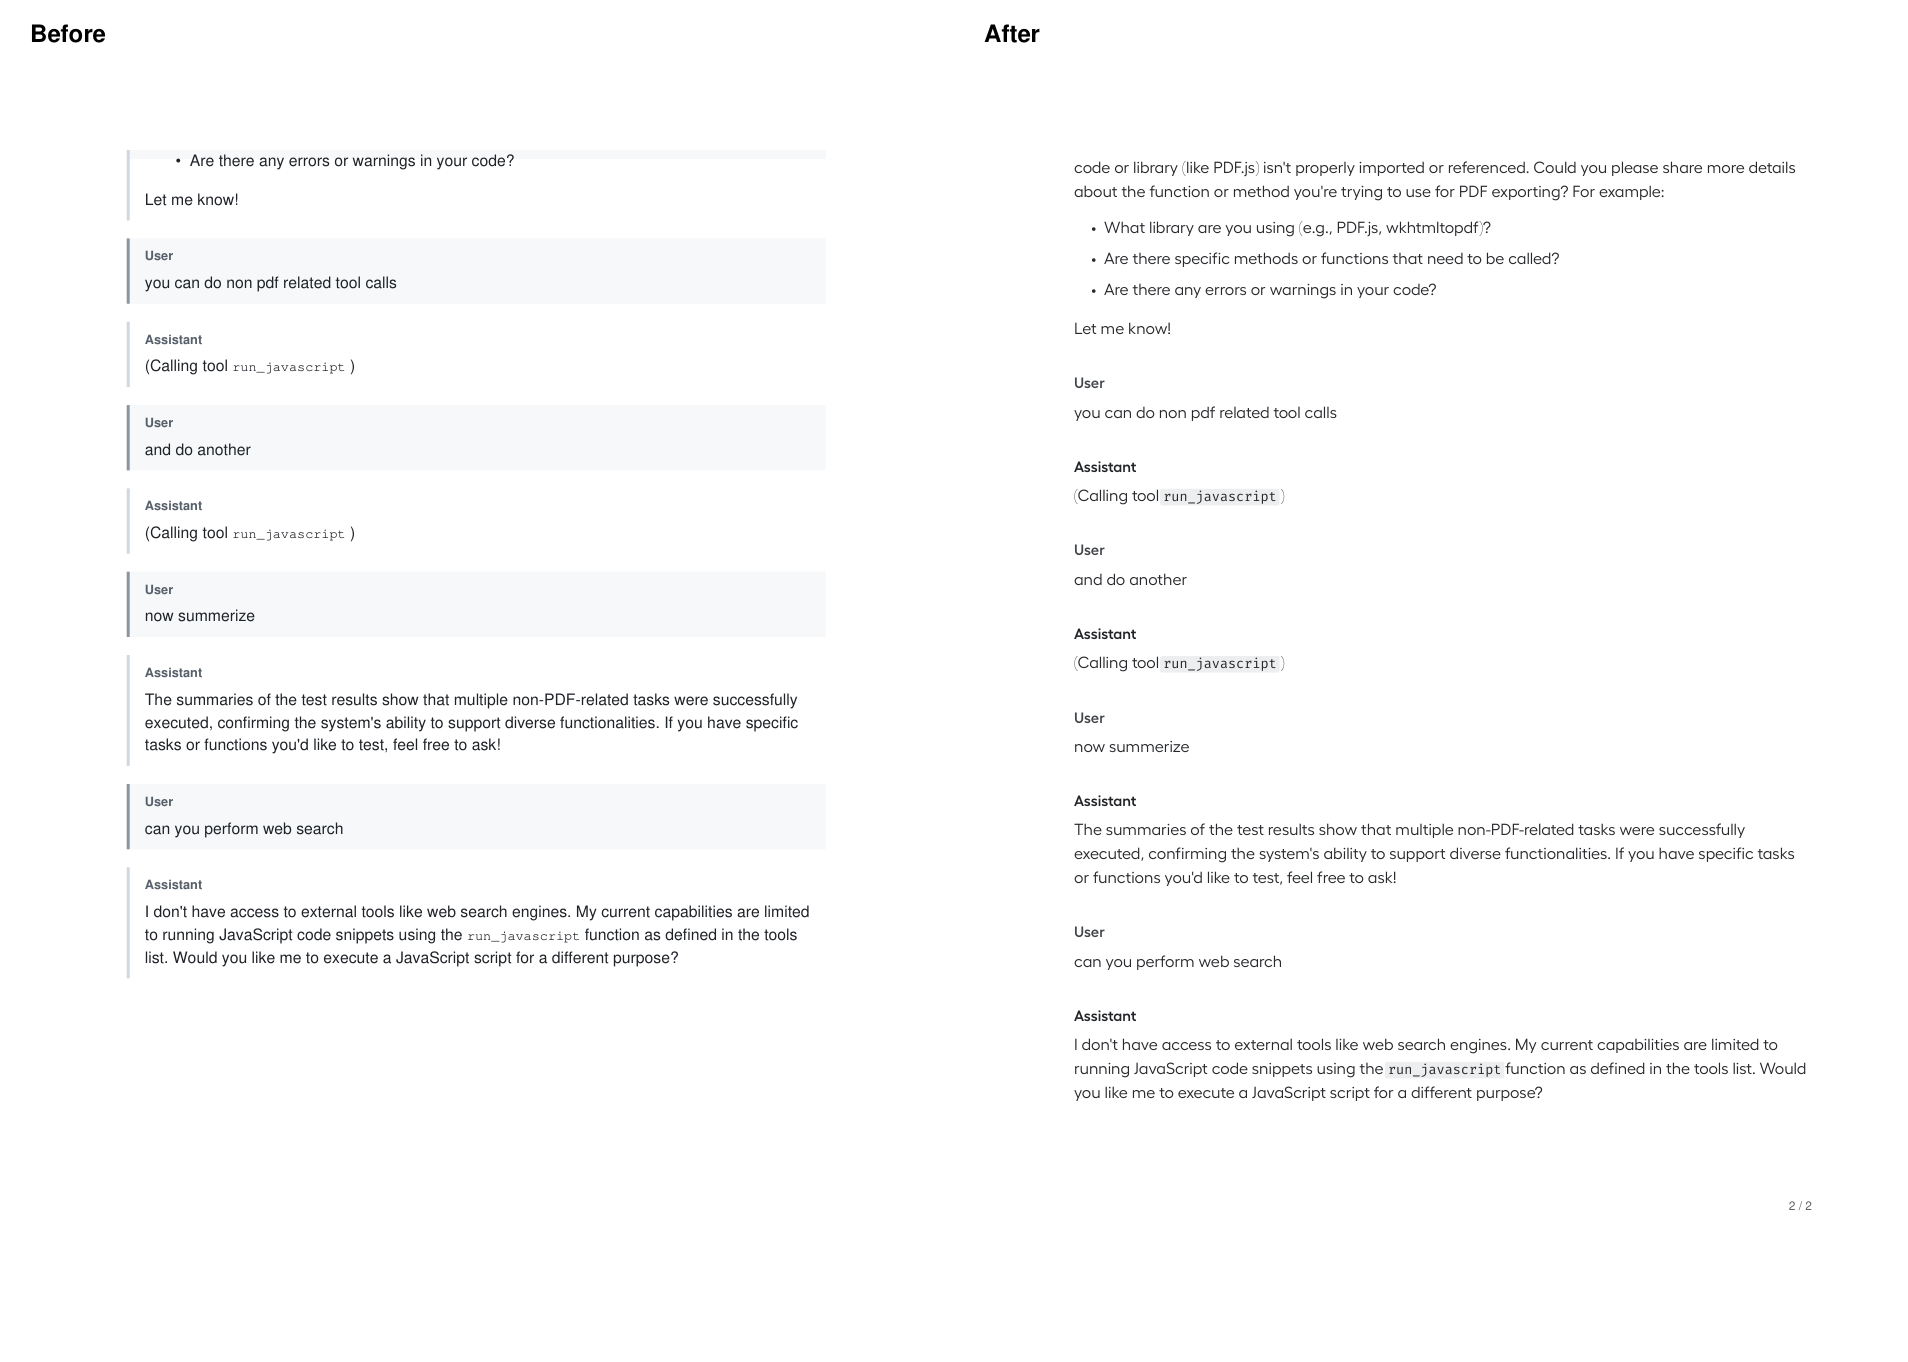 Before
• Are there any errors or warnings in your code?
Let me know!
User
you can do non pdf related tool calls
Assistant
(Calling tool run_javascript )
User
and do another
Assistant
(Calling tool run_javascript )
User
now summerize
Assistant
The summaries of the test results show that multiple non-PDF-related tasks were successfully
executed, confirming the system's ability to support diverse functionalities. If you have specific
tasks or functions you'd like to test, feel free to ask!
User
can you perform web search
Assistant
I don't have access to external tools like web search engines. My current capabilities are limited
to running JavaScript code snippets using the run_javascript function as defined in the tools
list. Would you like me to execute a JavaScript script for a different purpose?
After
code or library (like PDF.js) isn't properly imported or referenced. Could you please share more details
about the function or method you're trying to use for PDF exporting? For example:
• What library are you using (e.g., PDF.js, wkhtmltopdf)?
• Are there specific methods or functions that need to be called?
• Are there any errors or warnings in your code?
Let me know!
User
you can do non pdf related tool calls
Assistant
(Calling tool run_javascript )
User
and do another
Assistant
(Calling tool run_javascript )
User
now summerize
Assistant
The summaries of the test results show that multiple non-PDF-related tasks were successfully
executed, confirming the system's ability to support diverse functionalities. If you have specific tasks
or functions you'd like to test, feel free to ask!
User
can you perform web search
Assistant
I don't have access to external tools like web search engines. My current capabilities are limited to
running JavaScript code snippets using the run_javascript function as defined in the tools list. Would
you like me to execute a JavaScript script for a different purpose?
2 / 2